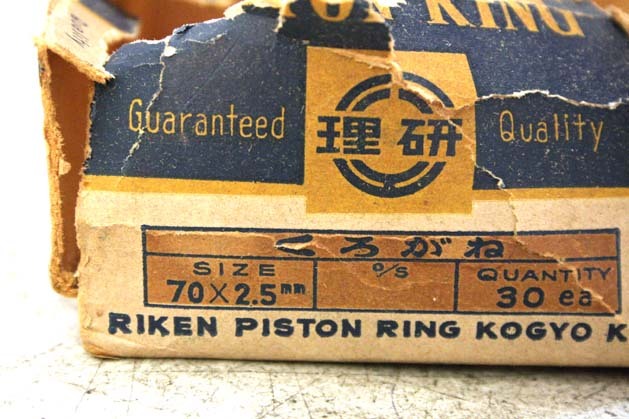 KING
Guaranteed 理研 Quality
くろがね
SIZE O/S QUANTITY
70×2.5mm 30 ea
RIKEN PISTON RING KOGYO K